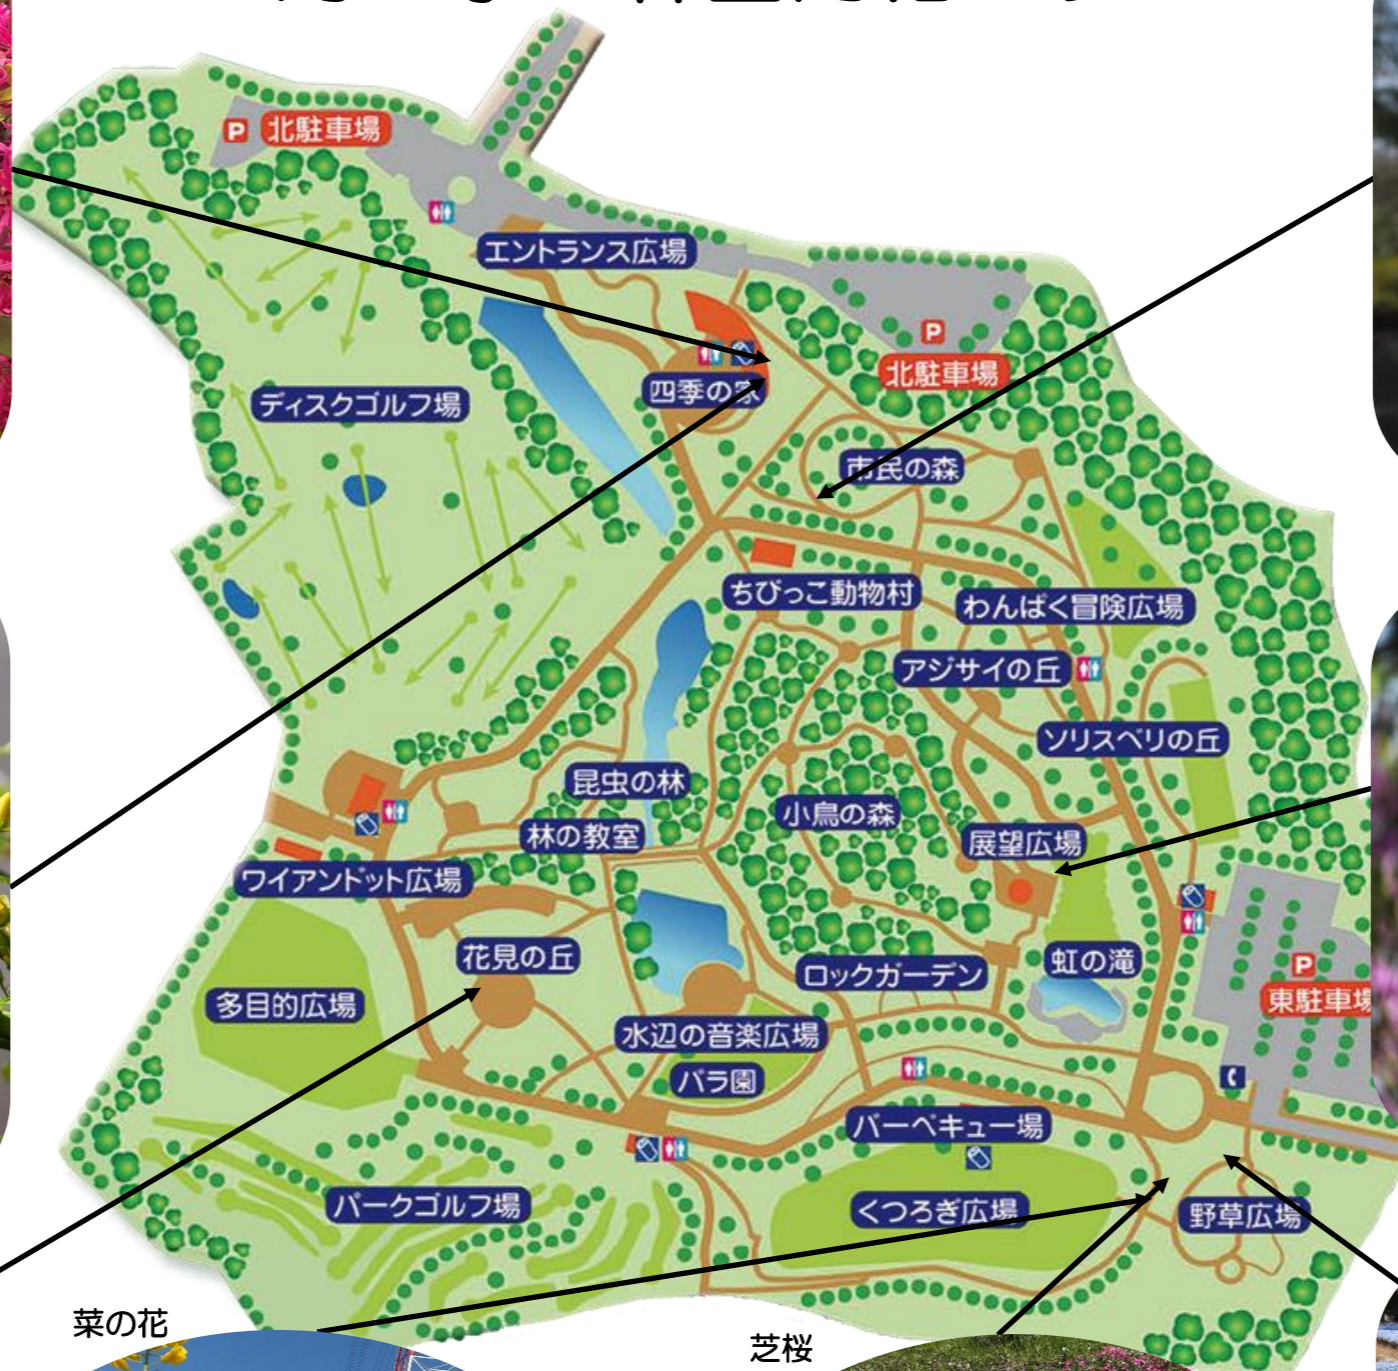 P 北駐車場
エントランス広場
P
北駐車場
四季の家
ディスクゴルフ場
市民の森
ちびっこ動物村
わんぱく冒険広場
アジサイの丘
ソリスベリの丘
昆虫の林
小鳥の森
林の教室
展望広場
ワイアンドット広場
花見の丘
虹の滝
ロックガーデン
P
東駐車場
多目的広場
水辺の音楽広場
バラ園
バーベキュー場
パークゴルフ場
くつろぎ広場
野草広場
菜の花
芝桜